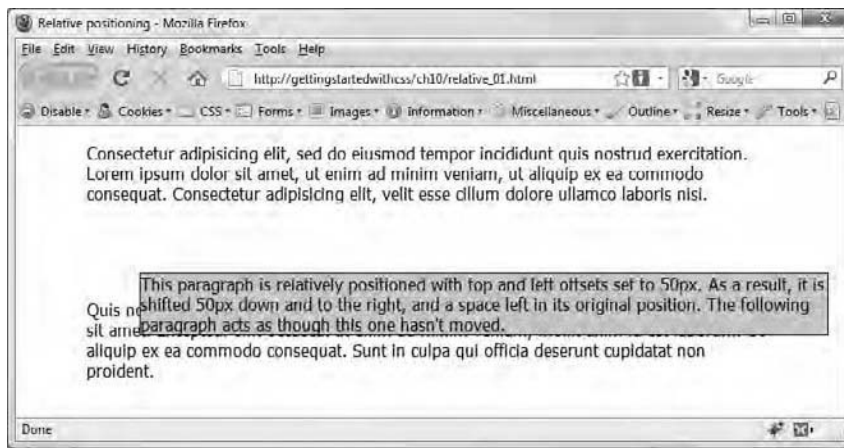 Relative positioning - Mozilla Firefox
File Edit View History Bookmarks Tools Help
http://gettingstartedwithcss/ch10/relative_01.html Google
Disable Cookies CSS Forms Images Information Miscellaneous Outline Resize Tools
Consectetur adipisicing elit, sed do eiusmod tempor incididunt quis nostrud exercitation.
Lorem ipsum dolor sit amet, ut enim ad minim veniam, ut aliquip ex ea commodo
consequat. Consectetur adipisicing elit, velit esse cillum dolore ullamco laboris nisi.
This paragraph is relatively positioned with top and left offsets set to 50px. As a result, it is
Quis shifted 50px down and to the right, and a space left in its original position. The following
sit paragraph acts as though this one hasn't moved.
aliquip ex ea commodo consequat. Sunt in culpa qui officia deserunt cupidatat non
proident.
Done